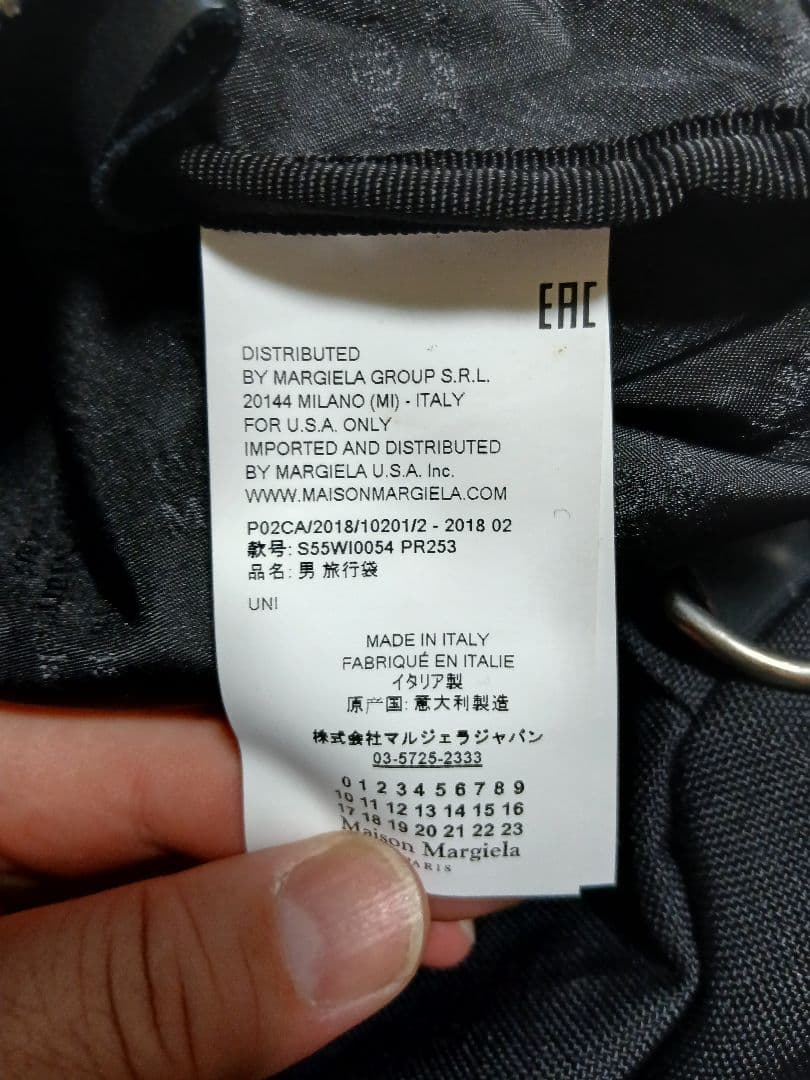 EAC
DISTRIBUTED
BY MARGIELA GROUP S.R.L.
20144 MILANO (MI) - ITALY
FOR U.S.A. ONLY
IMPORTED AND DISTRIBUTED
BY MARGIELA U.S.A. Inc.
WWW.MAISONMARGIELA.COM
P02CA/2018/10201/2 - 2018 02
款号: S55WI0054 PR253
品名: 男 旅行袋
UNI
MADE IN ITALY
FABRIQUÉ EN ITALIE
イタリア製
原产国: 意大利製造
株式会社マルジェラジャパン
03-5725-2333
0 1 2 3 4 5 6 7 8 9
10 11 12 13 14 15 16
17 18 19 20 21 22 23
Maison Margiela
PARIS